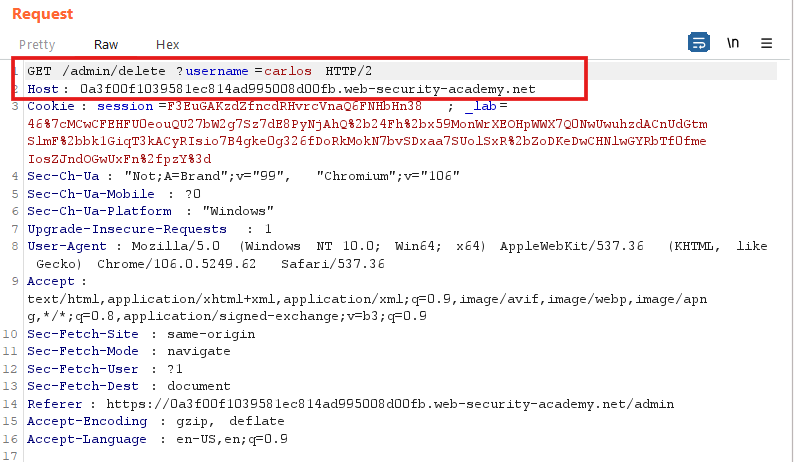 Request
Pretty Raw Hex
\n
1 GET /admin/delete ?username =carlos HTTP/2
2 Host : 0a3f00f1039581ec814ad995008d00fb.web-security-academy.net
3 Cookie : session =F3EuGAKzdZfncdRHvrcVnaQ6FNHbHn38 ; _lab =
46%7cMCwCFEHFU0eouQU27bW2g7Sz7dE8PyNjAhQ%2b24Fh%2bx59MonWrXEOHpWWX7Q0NwUwuhzdACnUdGtm
SlmF%2bbk1GiqT3kACyRIsio7B4gke0g326fDoRkMokN7bvSDxaa7SUolSxR%2bZoDKeDwCHNlwGYRbTf0fme
IosZJndOGwUxFn%2fpzY%3d
4 Sec-Ch-Ua : "Not;A=Brand";v="99", "Chromium";v="106"
5 Sec-Ch-Ua-Mobile : ?0
6 Sec-Ch-Ua-Platform : "Windows"
7 Upgrade-Insecure-Requests : 1
8 User-Agent : Mozilla/5.0 (Windows NT 10.0; Win64; x64) AppleWebKit/537.36 (KHTML, like
Gecko) Chrome/106.0.5249.62 Safari/537.36
9 Accept :
text/html,application/xhtml+xml,application/xml;q=0.9,image/avif,image/webp,image/apn
g,*/*;q=0.8,application/signed-exchange;v=b3;q=0.9
10 Sec-Fetch-Site : same-origin
11 Sec-Fetch-Mode : navigate
12 Sec-Fetch-User : ?1
13 Sec-Fetch-Dest : document
14 Referer : https://0a3f00f1039581ec814ad995008d00fb.web-security-academy.net/admin
15 Accept-Encoding : gzip, deflate
16 Accept-Language : en-US,en;q=0.9
17